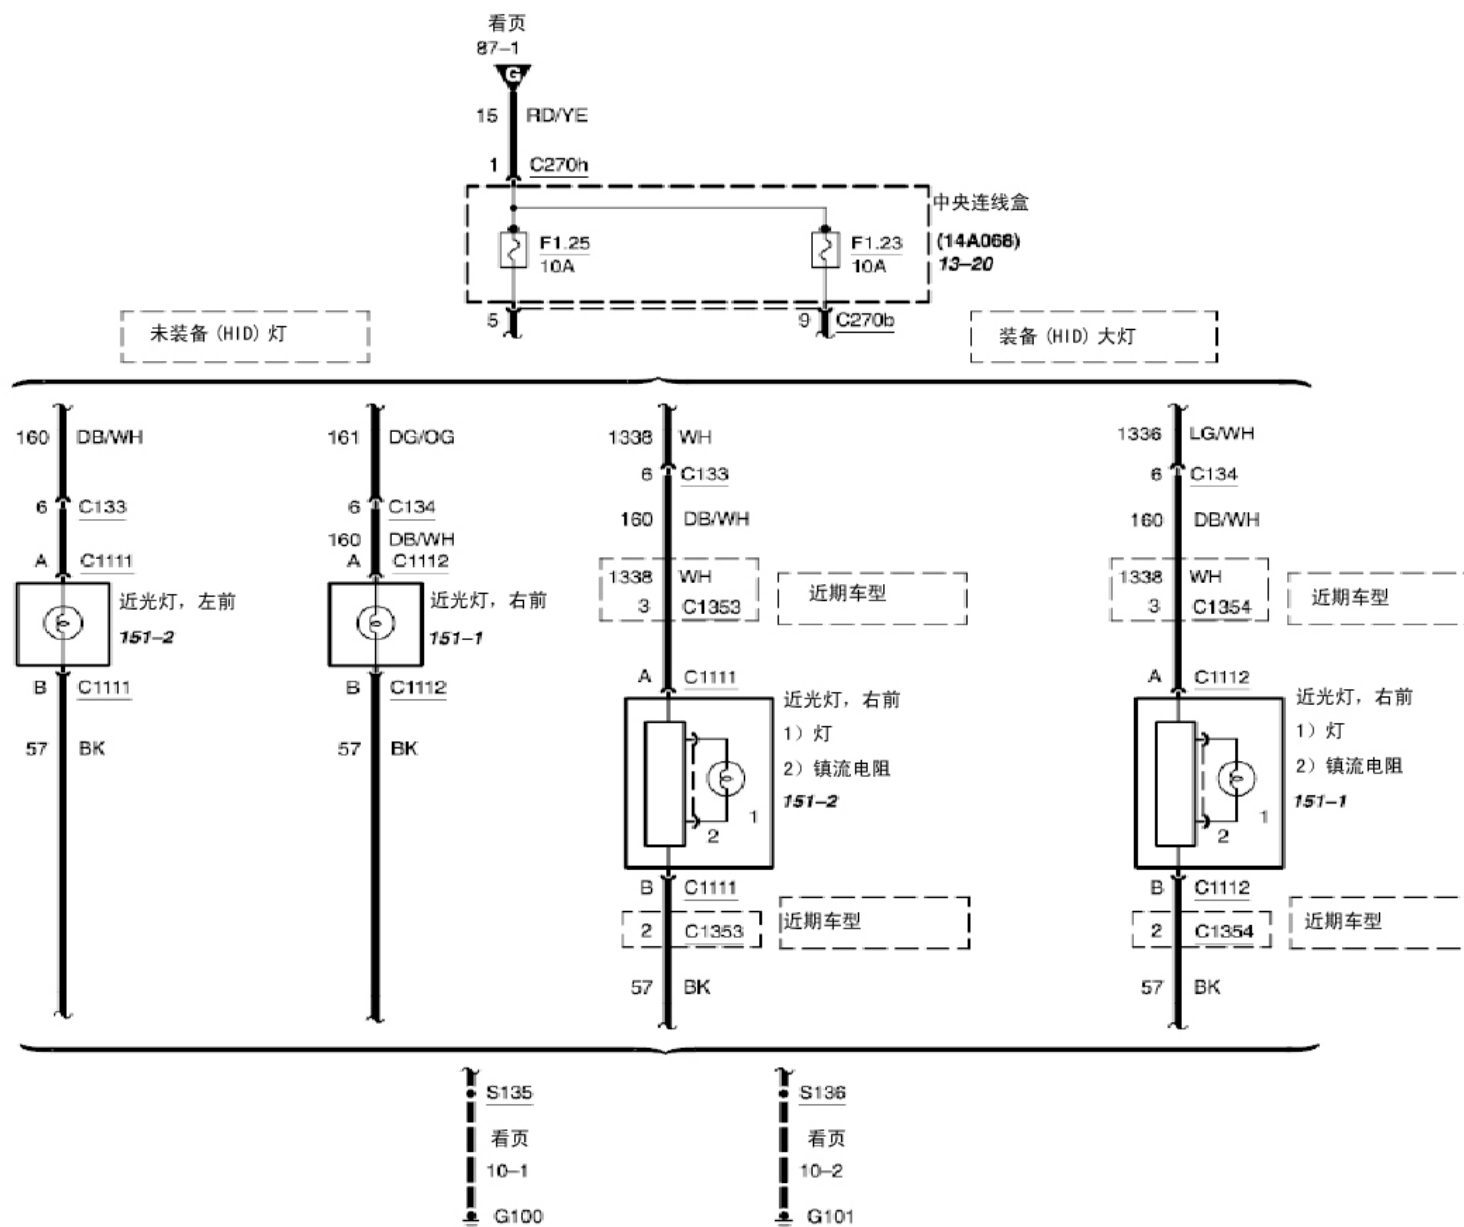 看页
87–1
G
15 RD/YE
1 C270h
中央连线盒
(14A068)
13–20
F1.25
10A
F1.23
10A
5
9 C270b
未装备 (HID) 灯
装备 (HID) 大灯
160 DB/WH
161 DG/OG
1338 WH
1336 LG/WH
6 C133
6 C134
6 C133
6 C134
160 DB/WH
160 DB/WH
160 DB/WH
A C1111
A C1112
1338 WH
3 C1353
近期车型
1338 WH
3 C1354
近期车型
近光灯, 左前
151–2
近光灯, 右前
151–1
B C1111
B C1112
A C1111
A C1112
近光灯, 右前
1) 灯
2) 镇流电阻
151–2
1
2
近光灯, 右前
1) 灯
2) 镇流电阻
151–1
1
2
57 BK
57 BK
B C1111
B C1112
2 C1353
近期车型
2 C1354
近期车型
57 BK
57 BK
S135
看页
10–1
G100
S136
看页
10–2
G101